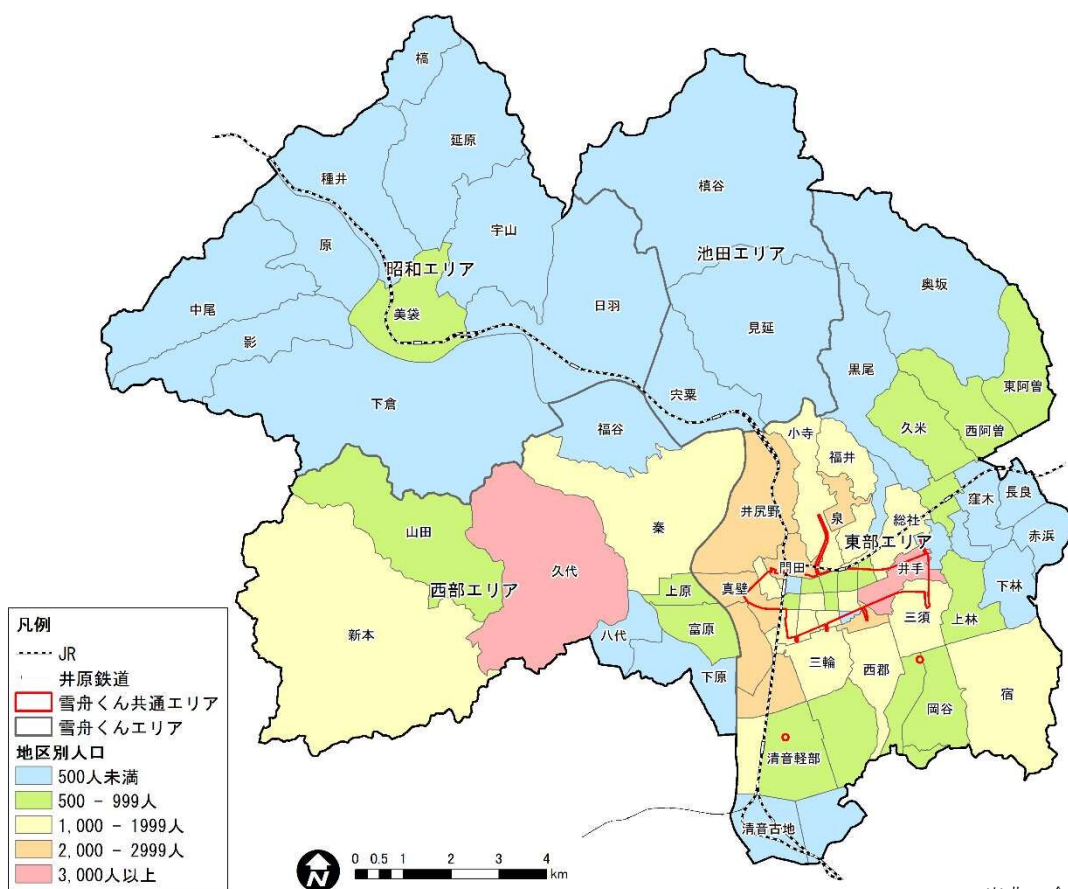 槁
延原
種井
槙谷
宇山
原
池田エリア
昭和エリア
奥坂
日羽
中尾
美袋
見延
影
黒尾
東阿曽
下倉
宍粟
久米
西阿曽
福谷
小寺
福井
長良
窪木
井尻野
泉
総社
山田
秦
赤浜
東部エリア
久代
門田
井手
西部エリア
上原
真壁
下林
三須
上林
新本
八代
富原
三輪
西郡
下原
宿
岡谷
清音軽部
清音古地
凡例
JR
井原鉄道
雪舟くん共通エリア
雪舟くんエリア
地区別人口
500人未満
500 - 999人
1,000 - 1999人
2,000 - 2999人
3,000人以上
N
0 0.5 1 2 3 4
km